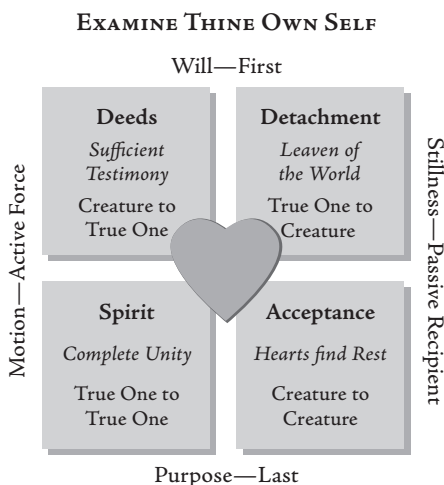 EXAMINE THINE OWN SELF
Will—First
Motion—Active Force
Deeds
Sufficient
Testimony
Creature to
True One
Detachment
Leaven of
the World
True One to
Creature
Stillness—Passive Recipient
Spirit
Complete Unity
True One to
True One
Acceptance
Hearts find Rest
Creature to
Creature
Purpose—Last